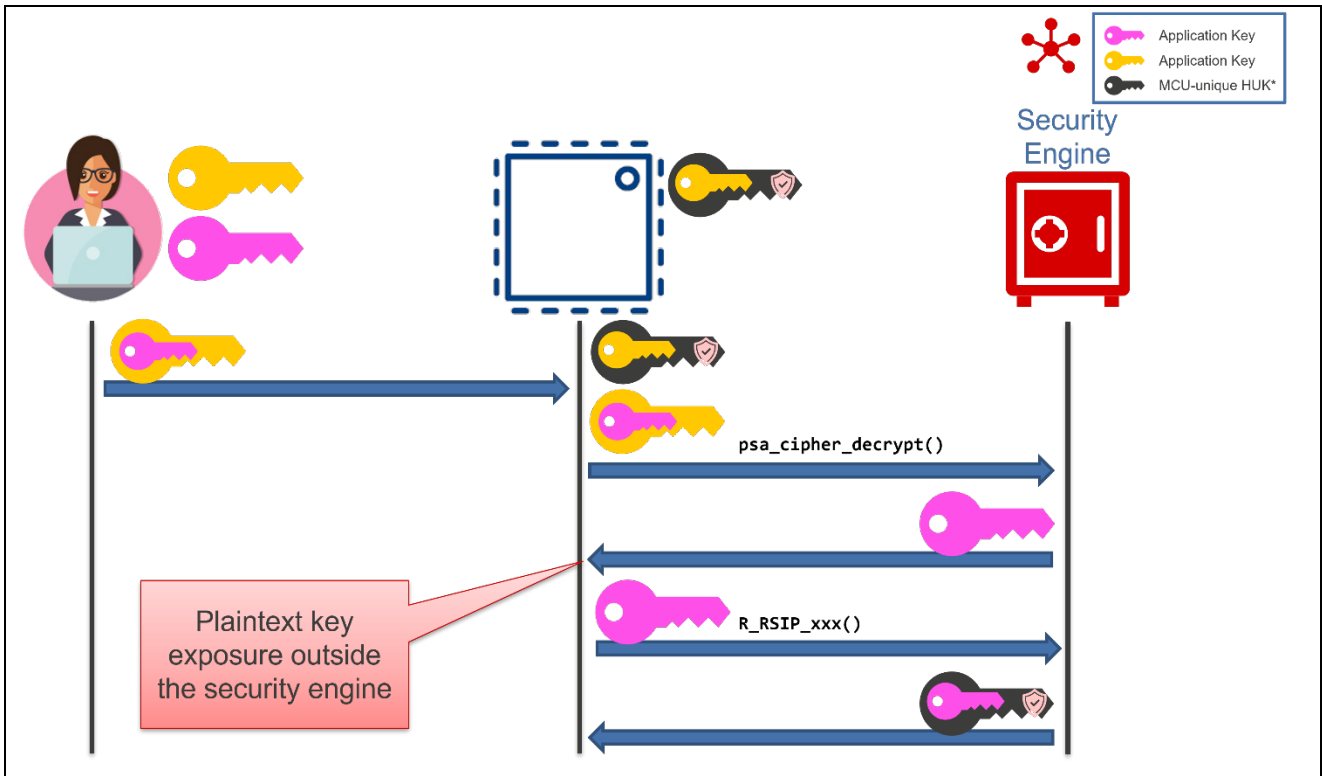 Application Key
Application Key
MCU-unique HUK*
Security
Engine
psa_cipher_decrypt()
Plaintext key
exposure outside
the security engine
R_RSIP_xxx()